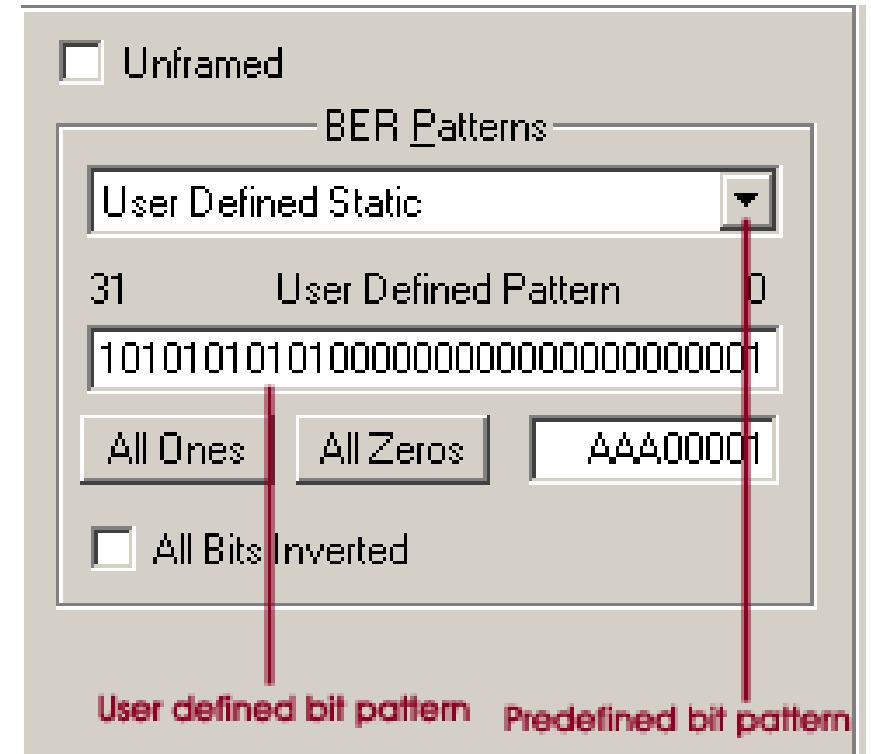 Unframed
BER Patterns
User Defined Static
31 User Defined Pattern 0
10101010101000000000000000000001
All Ones All Zeros AAA00001
All Bits Inverted
User defined bit pattern Predefined bit pattern